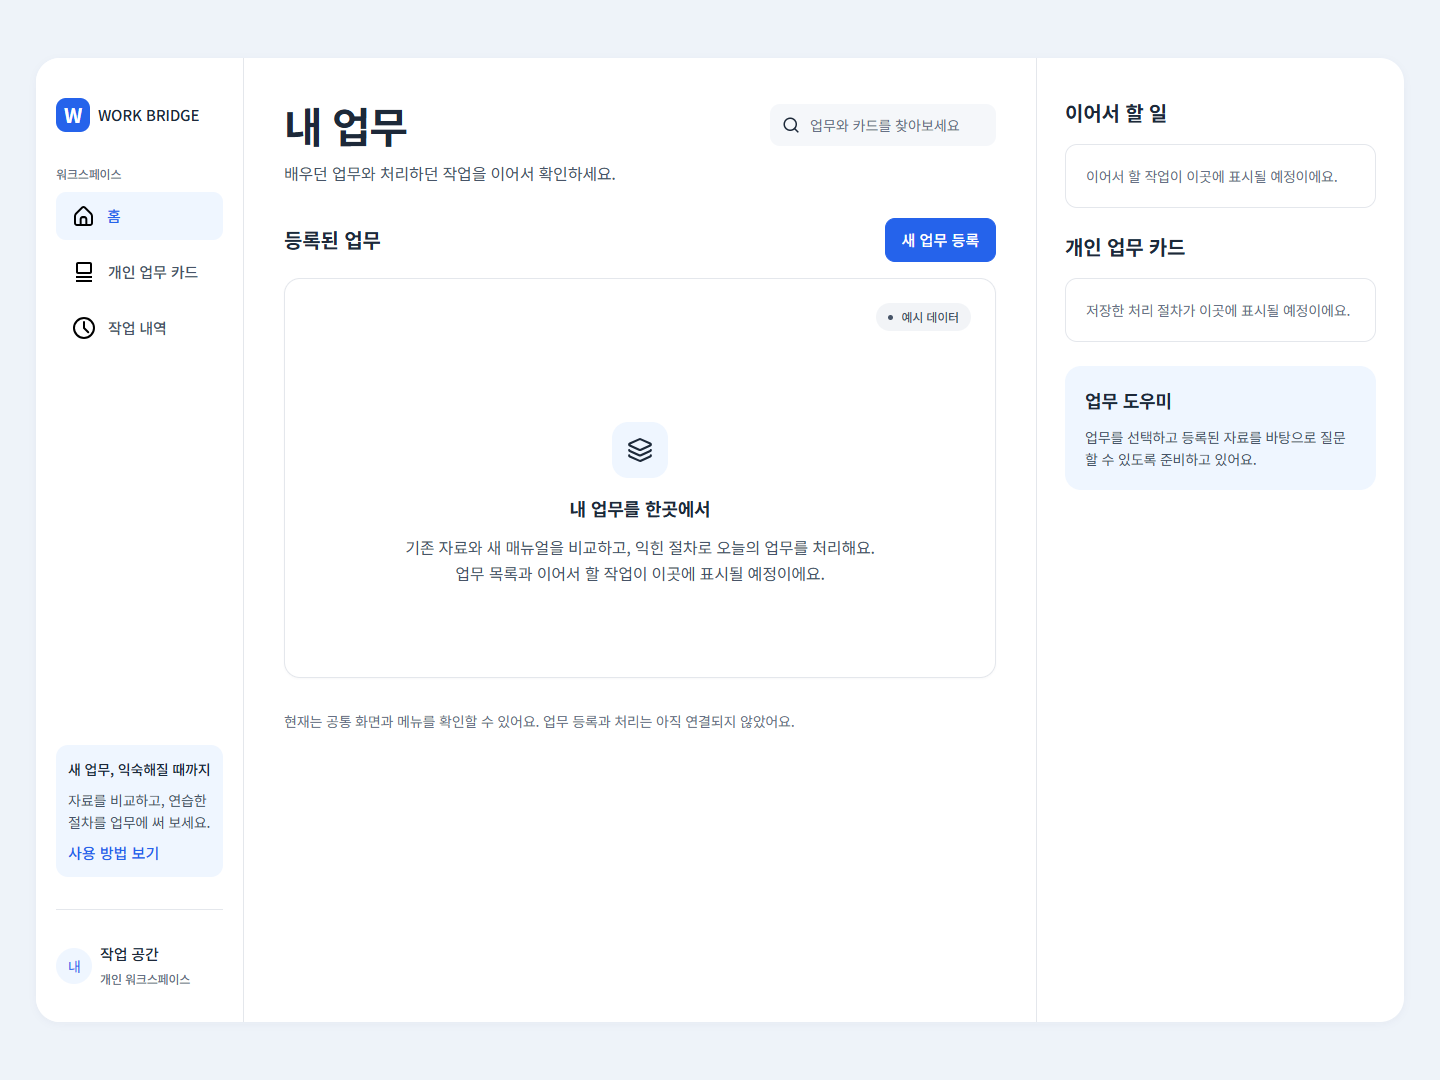 W WORK BRIDGE
워크스페이스
홈
개인 업무 카드
작업 내역
새 업무, 익숙해질 때까지
자료를 비교하고, 연습한
절차를 업무에 써 보세요.
사용 방법 보기
내
작업 공간
개인 워크스페이스
내 업무
배우던 업무와 처리하던 작업을 이어서 확인하세요.
업무와 카드를 찾아보세요
등록된 업무
새 업무 등록
예시 데이터
내 업무를 한곳에서
기존 자료와 새 매뉴얼을 비교하고, 익힌 절차로 오늘의 업무를 처리해요.
업무 목록과 이어서 할 작업이 이곳에 표시될 예정이에요.
현재는 공통 화면과 메뉴를 확인할 수 있어요. 업무 등록과 처리는 아직 연결되지 않았어요.
이어서 할 일
이어서 할 작업이 이곳에 표시될 예정이에요.
개인 업무 카드
저장한 처리 절차가 이곳에 표시될 예정이에요.
업무 도우미
업무를 선택하고 등록된 자료를 바탕으로 질문
할 수 있도록 준비하고 있어요.